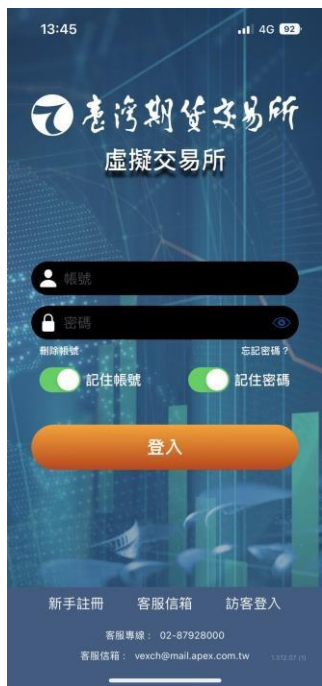 13:45 4G 92
臺灣期貨交易所
虛擬交易所
帳號
密碼
刪除帳號 忘記密碼？
記住帳號 記住密碼
登入
新手註冊 客服信箱 訪客登入
客服專線： 02-87928000
客服信箱： vexch@mail.apex.com.tw